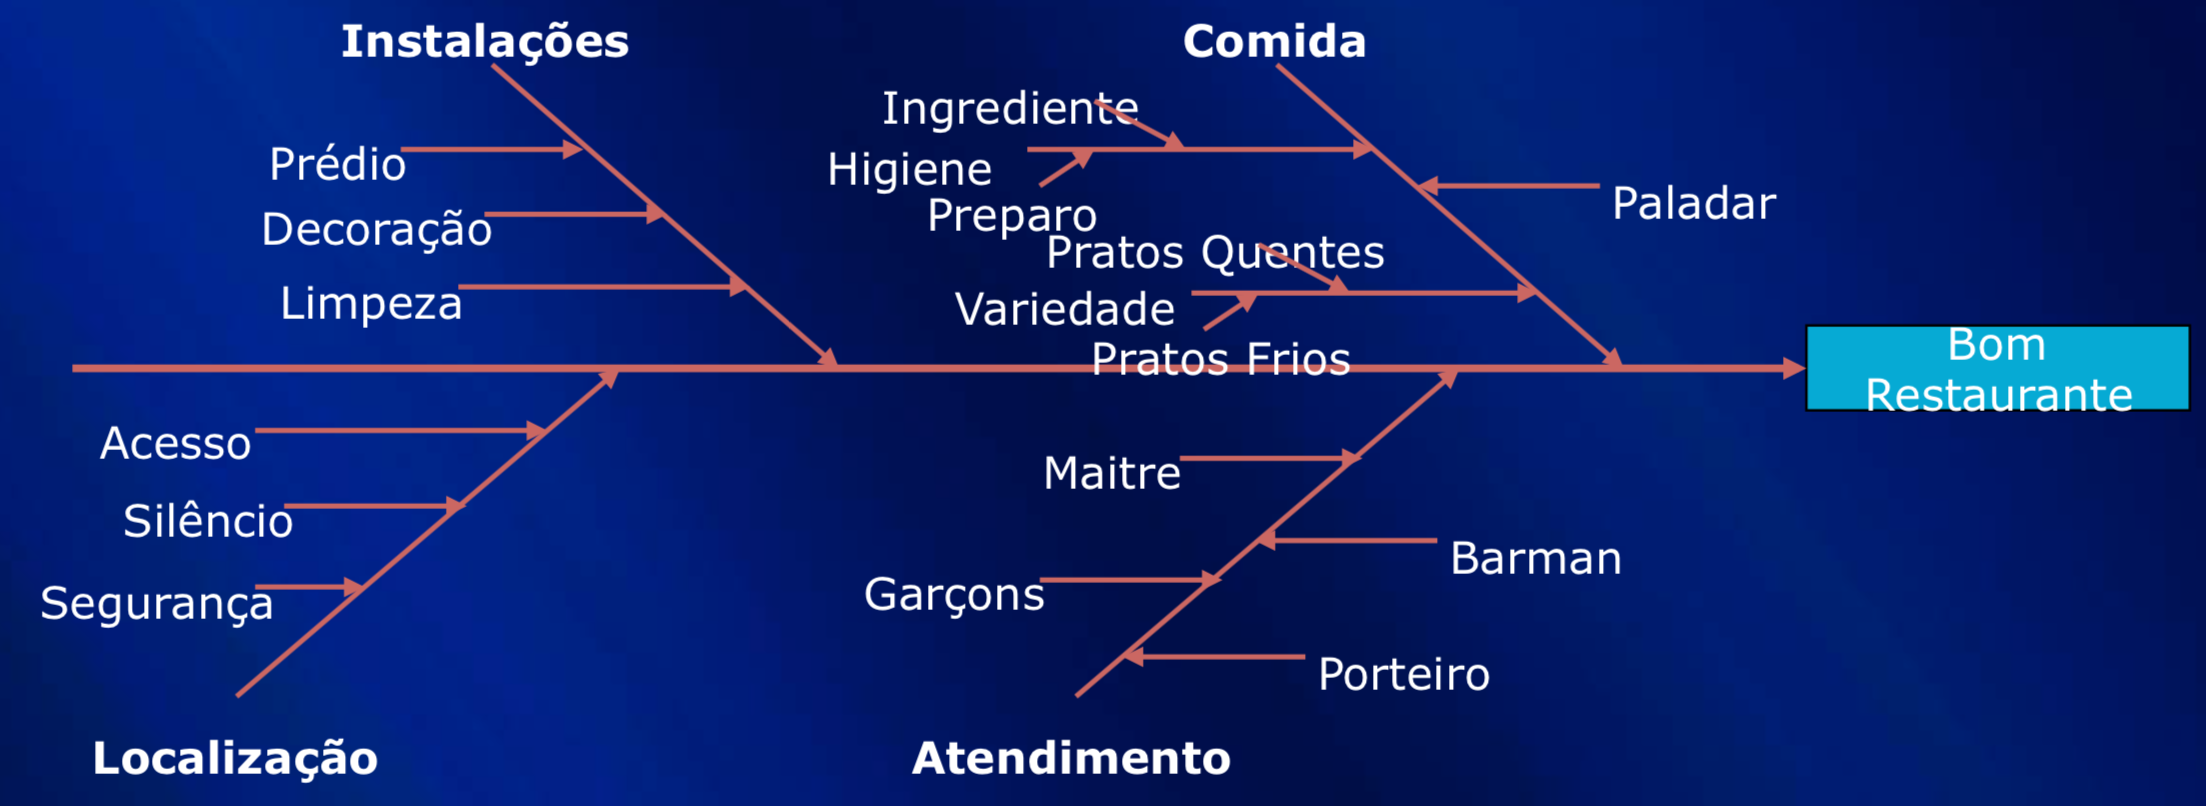 Instalações
Comida
Ingrediente
Prédio
Higiene
Paladar
Decoração
Preparo
Pratos Quentes
Limpeza
Variedade
Pratos Frios
Bom
Restaurante
Acesso
Maitre
Silêncio
Barman
Segurança
Garçons
Porteiro
Localização
Atendimento